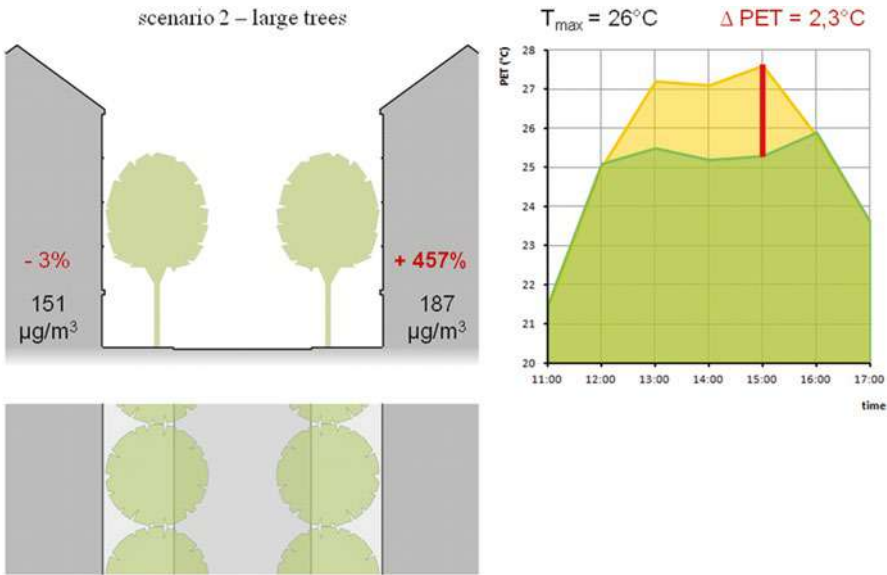 scenario 2 – large trees
- 3%
151
µg/m³
+ 457%
187
µg/m³
T max = 26°C
Δ PET = 2,3°C
PET (°C)
28
27
26
25
24
23
22
21
20
11:00 12:00 13:00 14:00 15:00 16:00 17:00
time